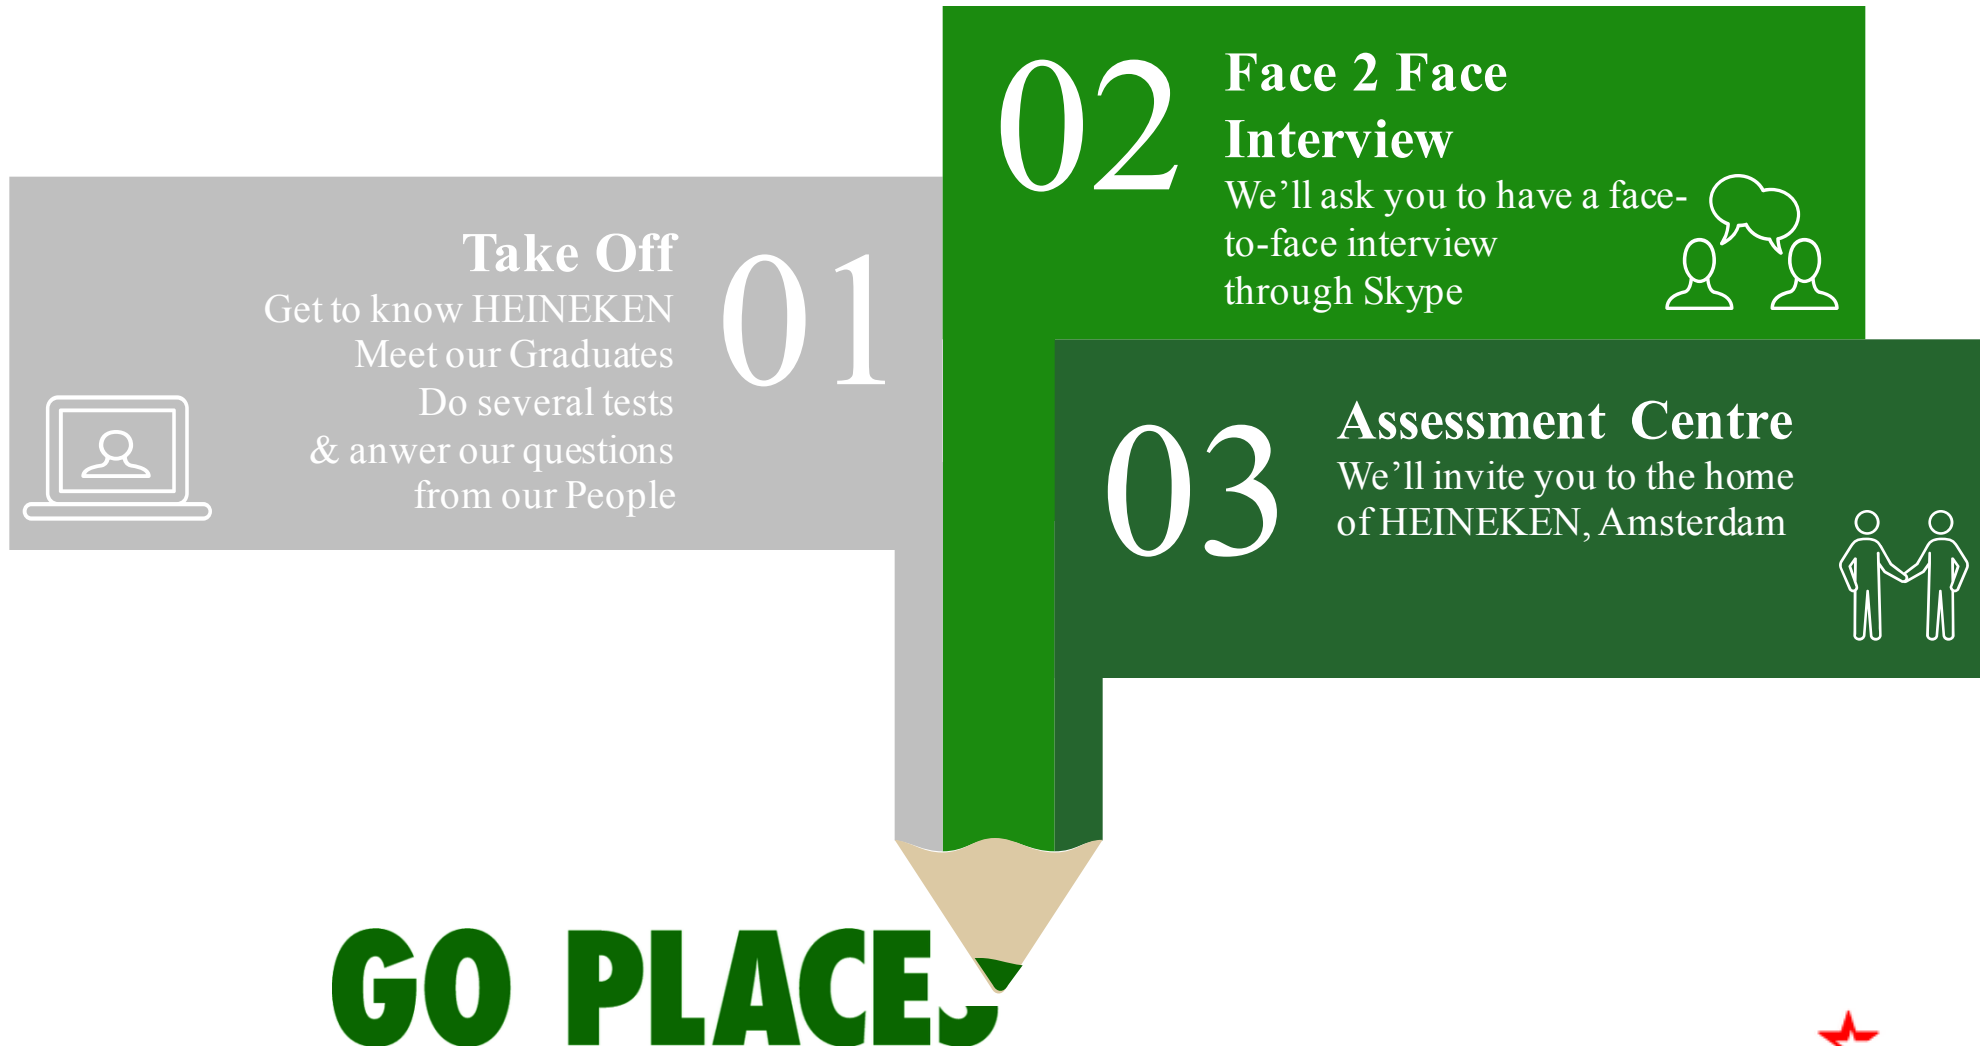 01
Take Off
Get to know HEINEKEN
Meet our Graduates
Do several tests
& anwer our questions
from our People
02
Face 2 Face
Interview
We’ll ask you to have a face-
to-face interview
through Skype
03
Assessment Centre
We’ll invite you to the home
of HEINEKEN, Amsterdam
GO PLACES